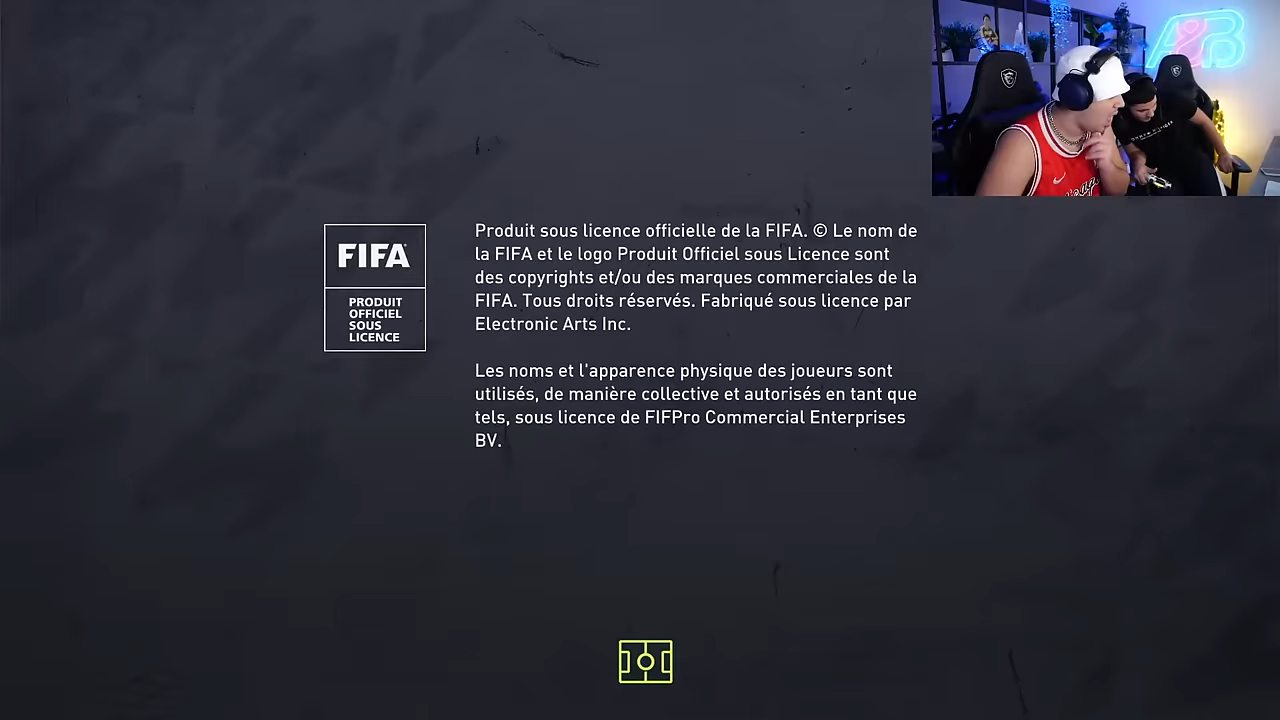 A&B
FIFA
PRODUIT
OFFICIEL
SOUS
LICENCE
Produit sous licence officielle de la FIFA. © Le nom de
la FIFA et le logo Produit Officiel sous Licence sont
des copyrights et/ou des marques commerciales de la
FIFA. Tous droits réservés. Fabriqué sous licence par
Electronic Arts Inc.
Les noms et l'apparence physique des joueurs sont
utilisés, de manière collective et autorisés en tant que
tels, sous licence de FIFPro Commercial Enterprises
BV.